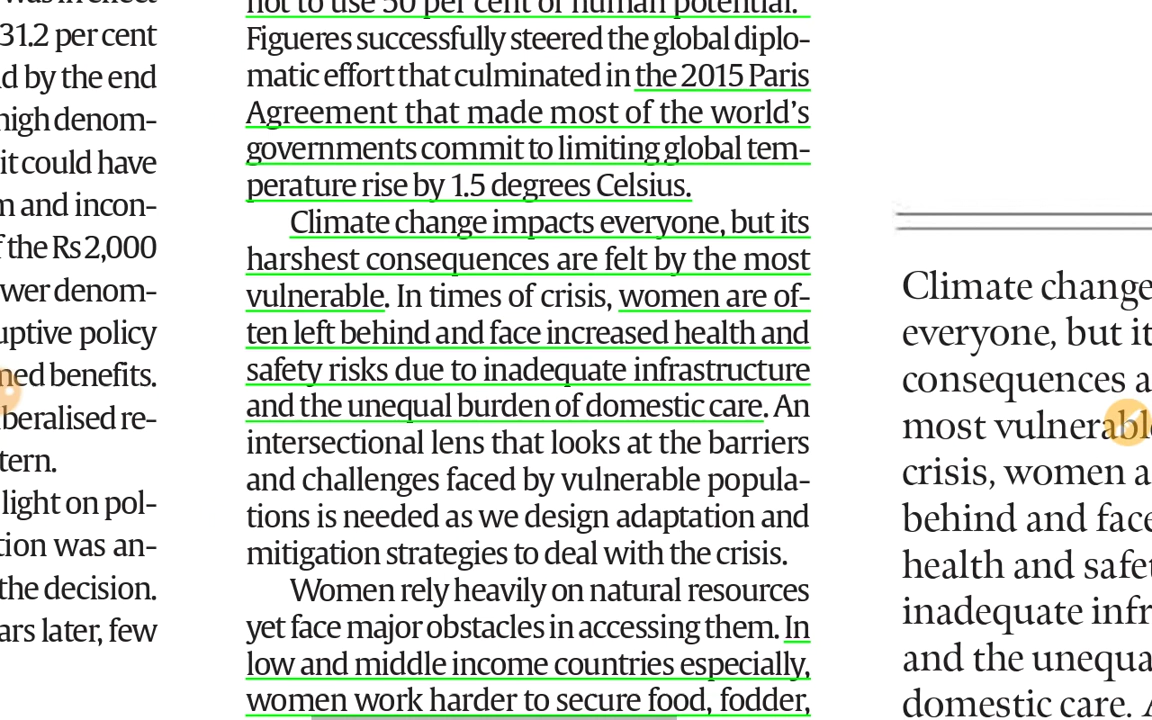 was in effect
31.2 per cent
d by the end
high denom-
it could have
m and incon-
f the Rs 2,000
wer denom-
uptive policy
ned benefits.
beralised re-
tern.
light on pol-
tion was an-
the decision.
ars later, few
not to use 50 per cent of human potential.”
Figueres successfully steered the global diplo-
matic effort that culminated in the 2015 Paris
Agreement that made most of the world’s
governments commit to limiting global tem-
perature rise by 1.5 degrees Celsius.
Climate change impacts everyone, but its
harshest consequences are felt by the most
vulnerable. In times of crisis, women are of-
ten left behind and face increased health and
safety risks due to inadequate infrastructure
and the unequal burden of domestic care. An
intersectional lens that looks at the barriers
and challenges faced by vulnerable popula-
tions is needed as we design adaptation and
mitigation strategies to deal with the crisis.
Women rely heavily on natural resources
yet face major obstacles in accessing them. In
low and middle income countries especially,
women work harder to secure food, fodder,
Climate change
everyone, but it
consequences a
most vulnerabl
crisis, women a
behind and face
health and safet
inadequate infr
and the unequa
domestic care. A